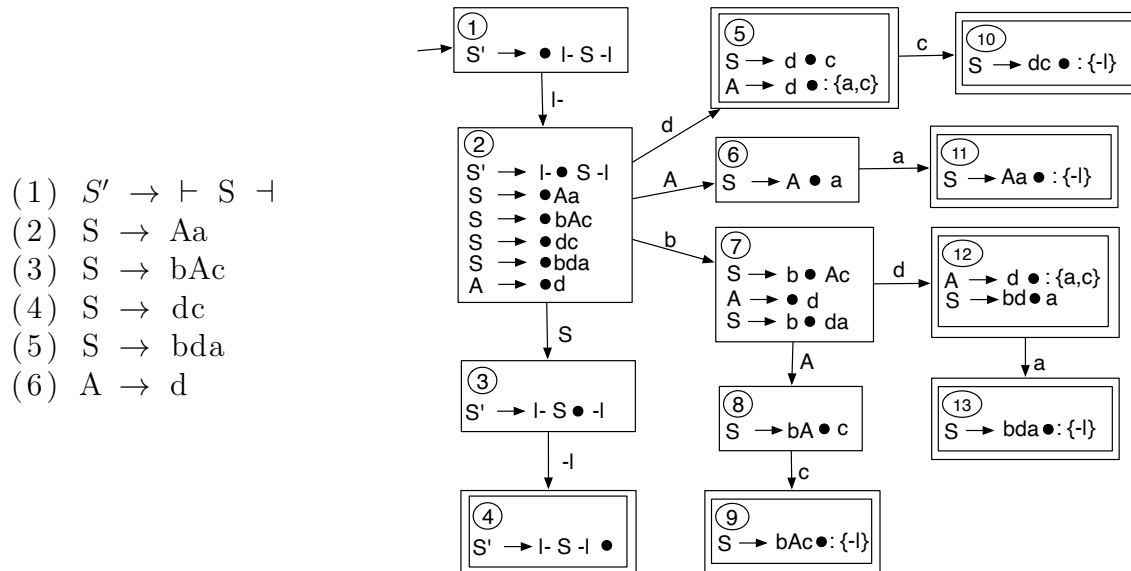 (1) S' → ⊢ S ⊣
(2) S → Aa
(3) S → bAc
(4) S → dc
(5) S → bda
(6) A → d
1
S' → ● |- S -|
|-
2
S' → |- ● S -|
S → ●Aa
S → ●bAc
S → ●dc
S → ●bda
A → ●d
d
A
b
S
3
S' → |- S ● -|
-|
4
S' → |- S -| ●
5
S → d ● c
A → d ● : {a,c}
c
10
S → dc ● : {-|}
6
S → A ● a
a
11
S → Aa ● : {-|}
7
S → b ● Ac
A → ● d
S → b ● da
d
A
12
A → d ● : {a,c}
S → bd ● a
a
8
S → bA ● c
c
13
S → bda ● : {-|}
9
S → bAc ● : {-|}